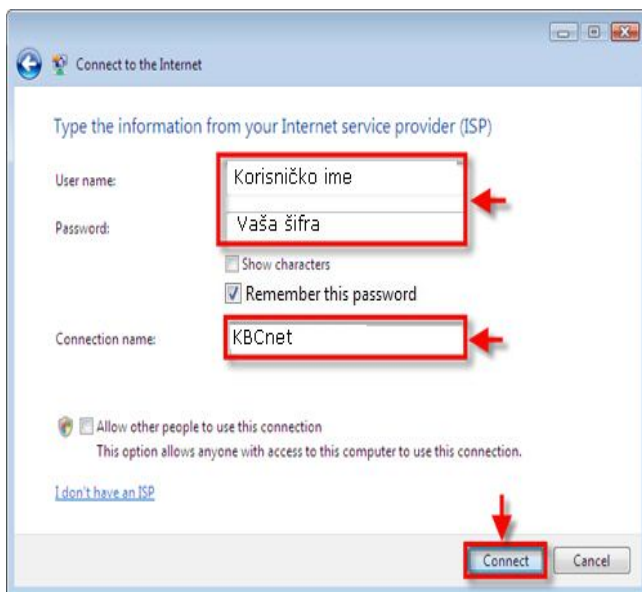 Connect to the Internet
Type the information from your Internet service provider (ISP)
User name: Korisničko ime
Password: Vaša šifra
Show characters
Remember this password
Connection name: KBCnet
Allow other people to use this connection
This option allows anyone with access to this computer to use this connection.
I don't have an ISP
Connect Cancel